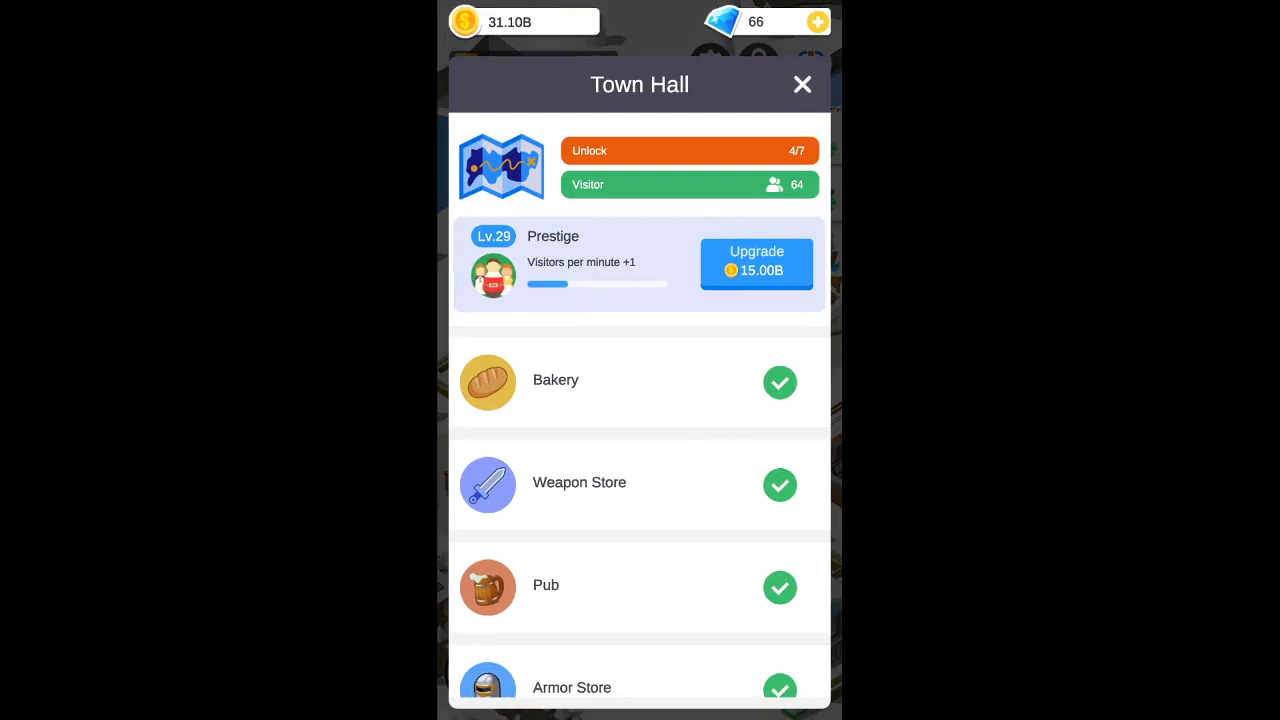 31.10B
66
Town Hall
Unlock 4/7
Visitor 64
Lv.29 Prestige
Visitors per minute +1
Upgrade
15.00B
Bakery
Weapon Store
Pub
Armor Store